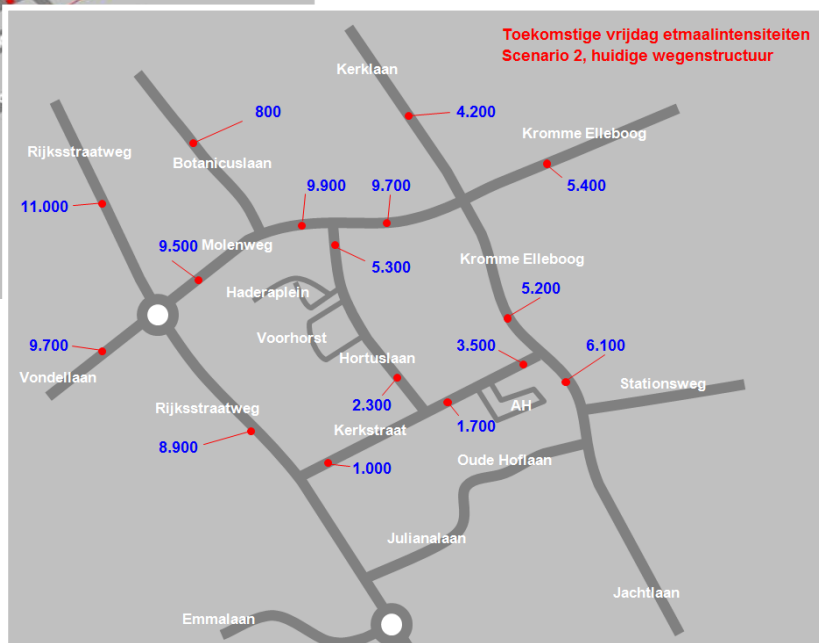 Toekomstige vrijdag etmaalintensiteiten
Scenario 2, huidige wegenstructuur
Kerklaan
800
4.200
Kromme Elleboog
Rijksstraatweg
Botanicuslaan
9.900
9.700
5.400
11.000
9.500
Molenweg
5.300
Kromme Elleboog
Haderaplein
5.200
Voorhorst
9.700
3.500
6.100
Hortuslaan
Vondellaan
Stationsweg
2.300
AH
Rijksstraatweg
1.700
Kerkstraat
8.900
1.000
Oude Hoflaan
Julianalaan
Jachtlaan
Emmalaan